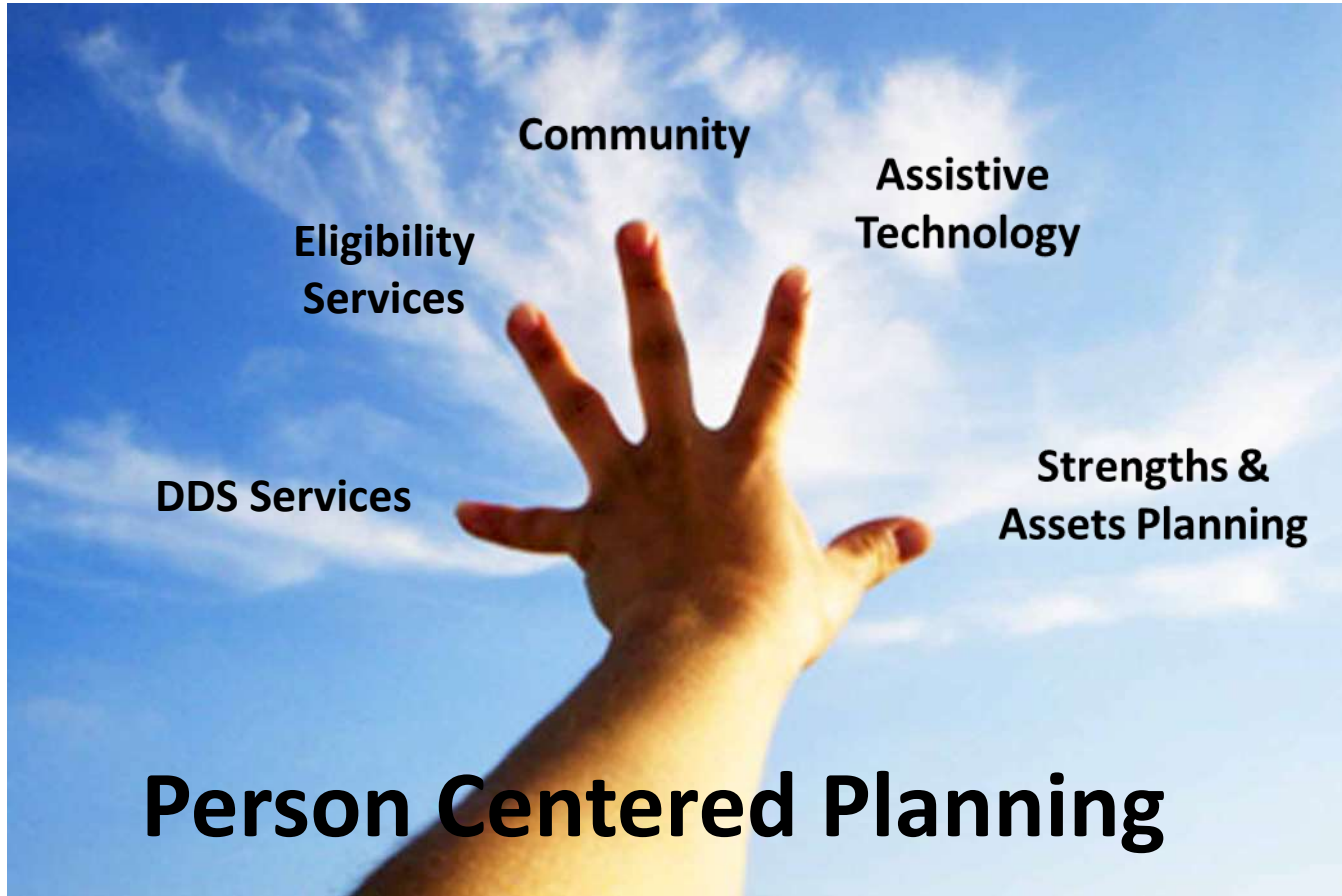 Community
Assistive
Technology
Eligibility
Services
Strengths &
Assets Planning
DDS Services
Person Centered Planning